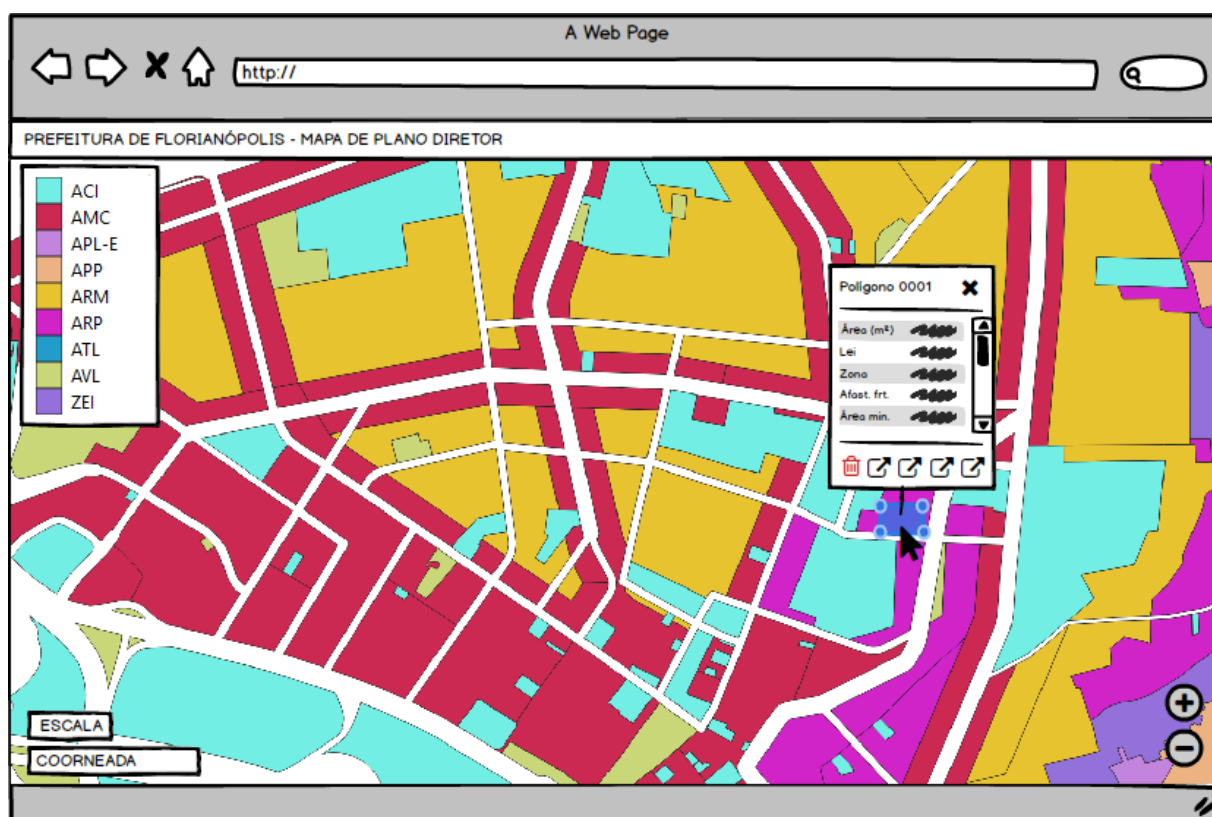 A Web Page
http://
PREFEITURA DE FLORIANÓPOLIS - MAPA DE PLANO DIRETOR
ACI
AMC
APL-E
APP
ARM
ARP
ATL
AVL
ZEI
Polígono 0001
Área (m²)
Lei
Zona
Afast. frt.
Área min.
ESCALA
COORNEADA